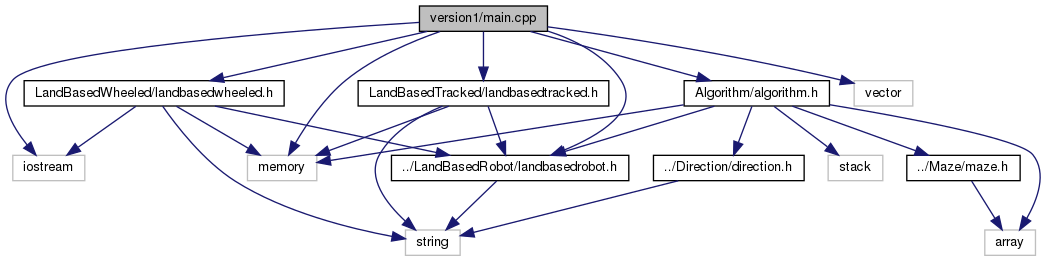 version1/main.cpp
LandBasedWheeled/landbasedwheeled.h
LandBasedTracked/landbasedtracked.h
Algorithm/algorithm.h
vector
iostream
memory
../LandBasedRobot/landbasedrobot.h
../Direction/direction.h
stack
../Maze/maze.h
string
array